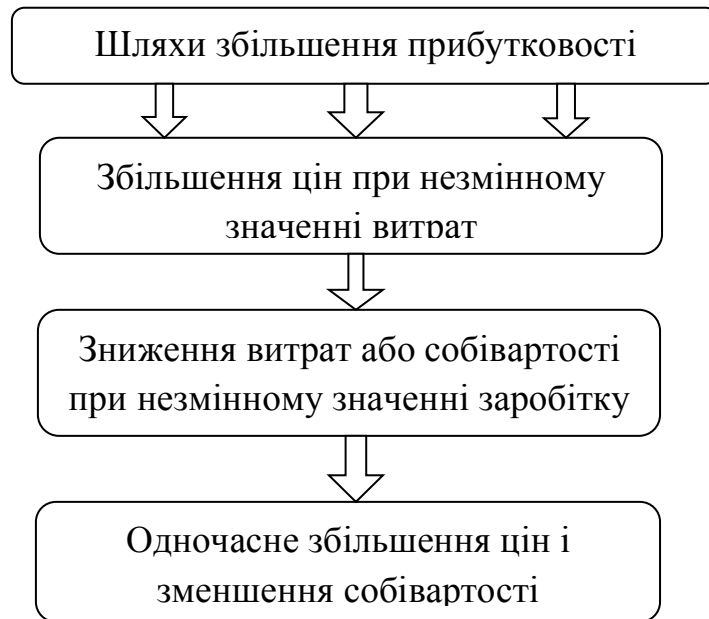 Шляхи збільшення прибутковості
Збільшення цін при незмінному
значенні витрат
Зниження витрат або собівартості
при незмінному значенні заробітку
Одночасне збільшення цін і
зменшення собівартості